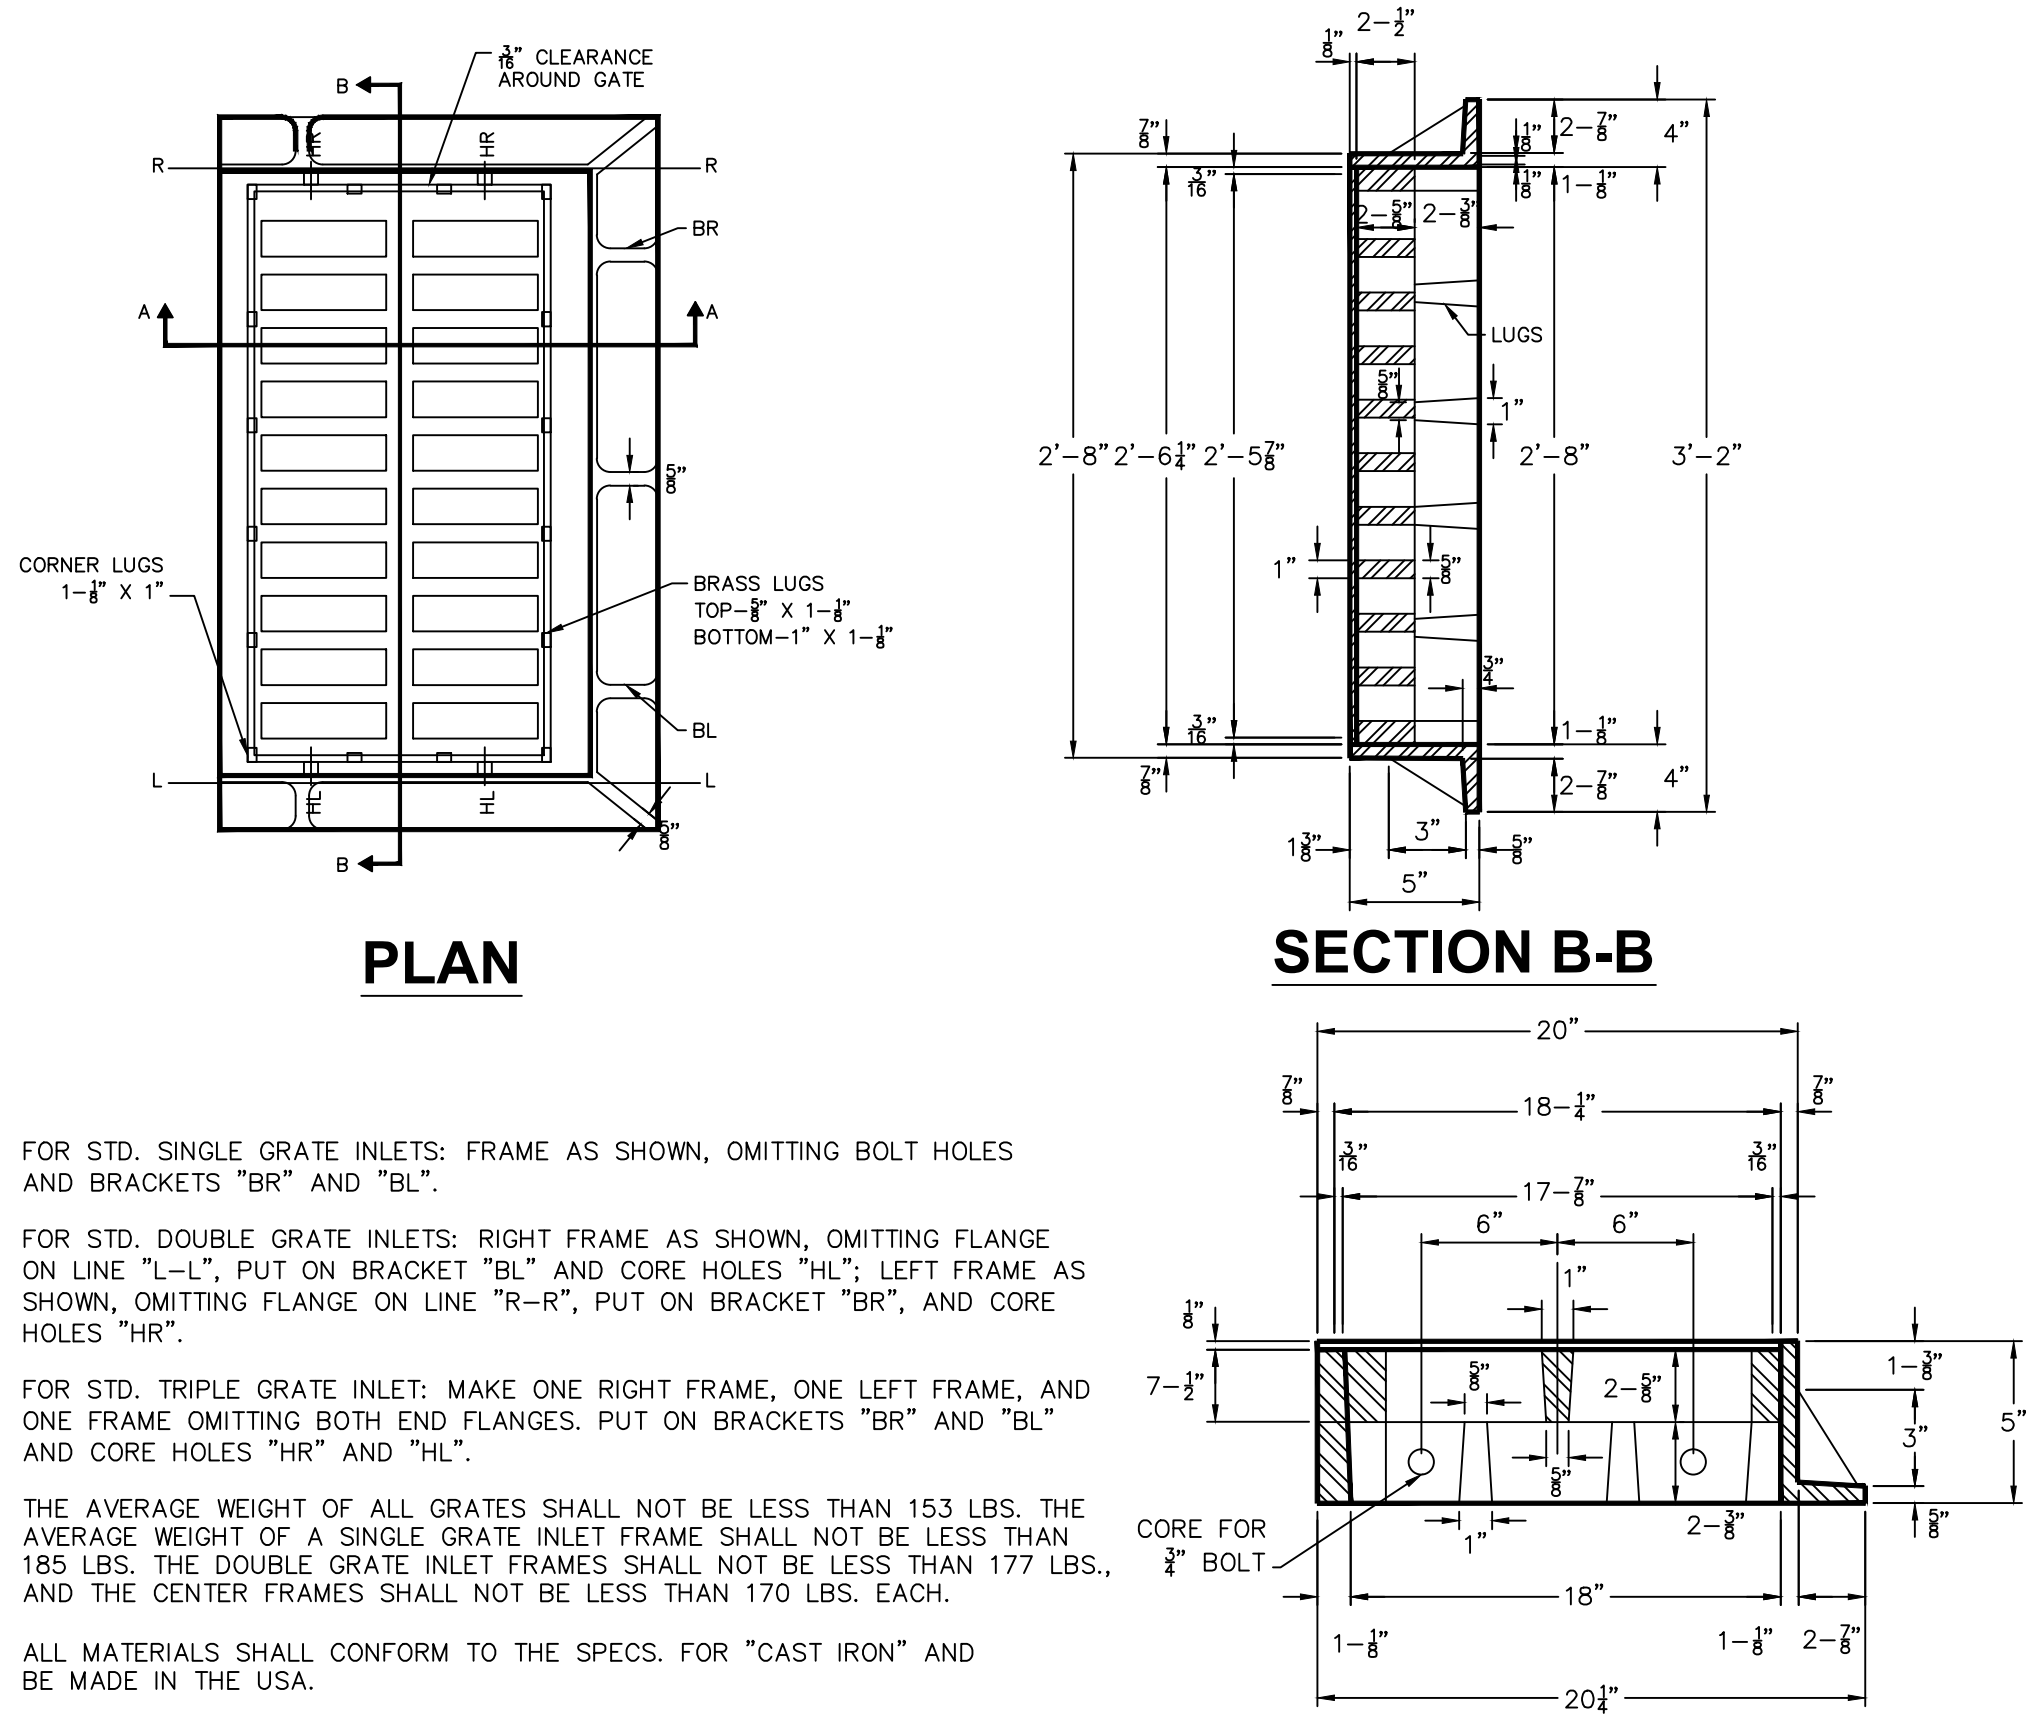 3/16" CLEARANCE
AROUND GATE
B
HR
HR
R
R
BR
A
A
5/8"
CORNER LUGS
1-1/8" X 1"
BRASS LUGS
TOP-5/8" X 1-1/8"
BOTTOM-1" X 1-1/8"
BL
L
L
HL
HL
5/8"
B
PLAN
2-1/2"
1/8"
7/8"
1/8"
2-7/8"
4"
3/16"
1/8"
1-1/8"
2-5/8"
2-3/8"
LUGS
5/8"
1"
2'-8"
2'-6 1/4"
2'-5 7/8"
2'-8"
3'-2"
1"
5/8"
3/4"
3/16"
1-1/8"
7/8"
2-7/8"
4"
1 3/8"
3"
5/8"
5"
SECTION B-B
20"
7/8"
18-1/4"
7/8"
3/16"
3/16"
17-7/8"
6"
6"
1"
1/8"
1-3/8"
7-1/2"
5/8"
2-5/8"
5"
3"
5/8"
5/8"
CORE FOR
3/4" BOLT
1"
2-3/8"
18"
1-1/8"
1-1/8"
2-7/8"
20 1/4"
FOR STD. SINGLE GRATE INLETS: FRAME AS SHOWN, OMITTING BOLT HOLES
AND BRACKETS "BR" AND "BL".
FOR STD. DOUBLE GRATE INLETS: RIGHT FRAME AS SHOWN, OMITTING FLANGE
ON LINE "L-L", PUT ON BRACKET "BL" AND CORE HOLES "HL"; LEFT FRAME AS
SHOWN, OMITTING FLANGE ON LINE "R-R", PUT ON BRACKET "BR", AND CORE
HOLES "HR".
FOR STD. TRIPLE GRATE INLET: MAKE ONE RIGHT FRAME, ONE LEFT FRAME, AND
ONE FRAME OMITTING BOTH END FLANGES. PUT ON BRACKETS "BR" AND "BL"
AND CORE HOLES "HR" AND "HL".
THE AVERAGE WEIGHT OF ALL GRATES SHALL NOT BE LESS THAN 153 LBS. THE
AVERAGE WEIGHT OF A SINGLE GRATE INLET FRAME SHALL NOT BE LESS THAN
185 LBS. THE DOUBLE GRATE INLET FRAMES SHALL NOT BE LESS THAN 177 LBS.,
AND THE CENTER FRAMES SHALL NOT BE LESS THAN 170 LBS. EACH.
ALL MATERIALS SHALL CONFORM TO THE SPECS. FOR "CAST IRON" AND
BE MADE IN THE USA.